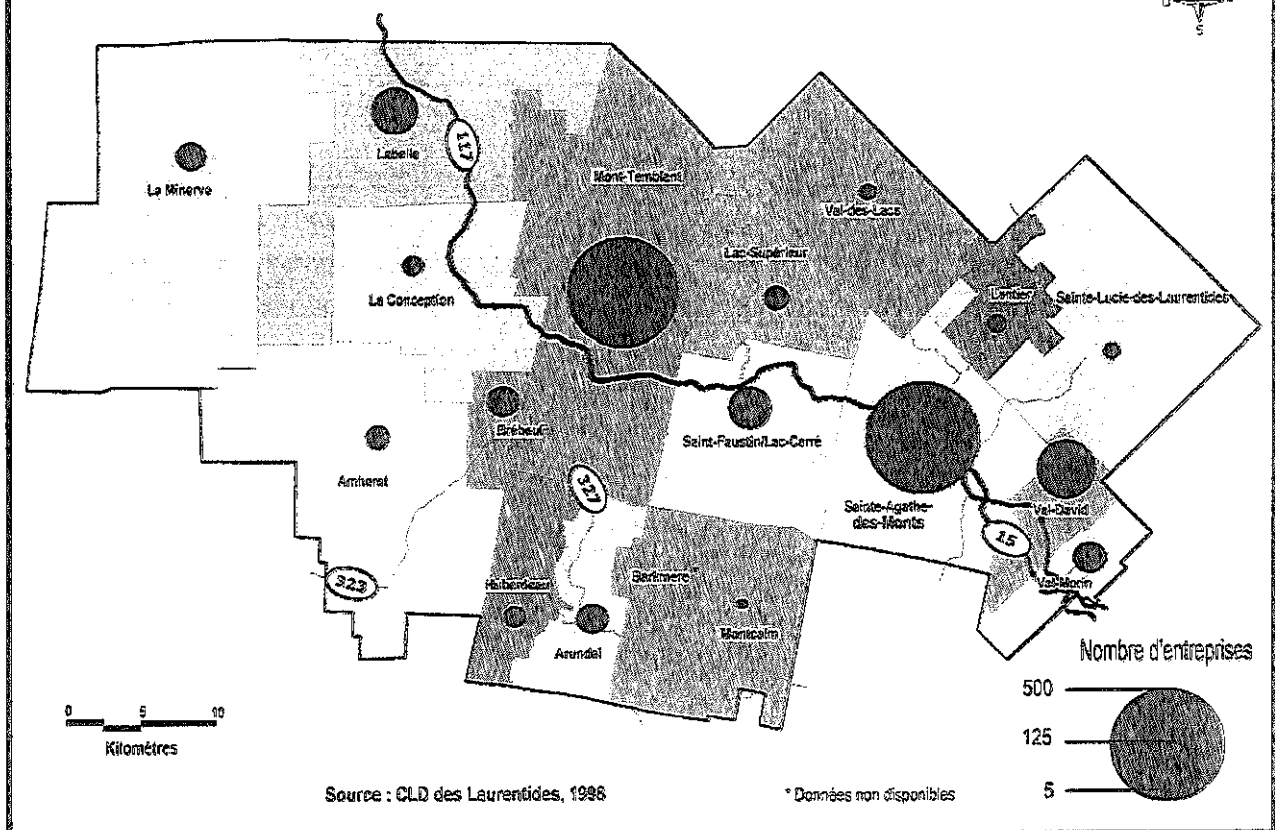 S
117
Labelle
La Minerve
Mont-Temblent
Val-des-Lacs
Lac-Supérieur
La Conception
Lantier
Sainte-Lucie-des-Laurentides
Brébeuf
Saint-Faustin/Lac-Carré
Amherst
327
Sainte-Agathe-
des-Monts
Val-David
15
323
Huberdeau
Barkmere *
Val-Morin
Montcalm
Arundel
Nombre d'entreprises
500
125
5
0 5 10
Kilomètres
Source : CLD des Laurentides, 1998
* Données non disponibles